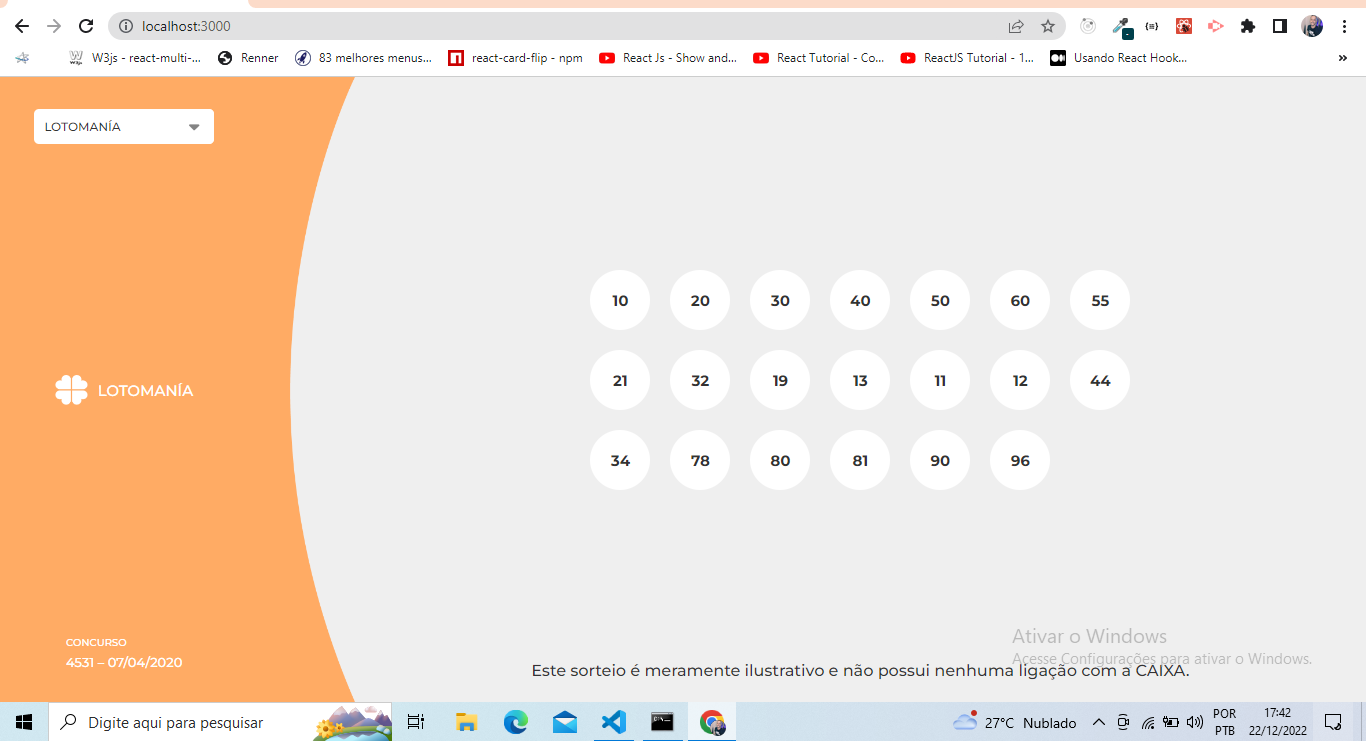 localhost:3000
W3js - react-multi-...
Renner
83 melhores menus...
react-card-flip - npm
React Js - Show and...
React Tutorial - Co...
ReactJS Tutorial - 1...
Usando React Hook...
»
LOTOMANÍA
10 20 30 40 50 60 55
21 32 19 13 11 12 44
34 78 80 81 90 96
LOTOMANÍA
CONCURSO
4531 – 07/04/2020
Ativar o Windows
Acesse Configurações para ativar o Windows.
Este sorteio é meramente ilustrativo e não possui nenhuma ligação com a CAIXA.
Digite aqui para pesquisar
27°C Nublado
POR
PTB
17:42
22/12/2022